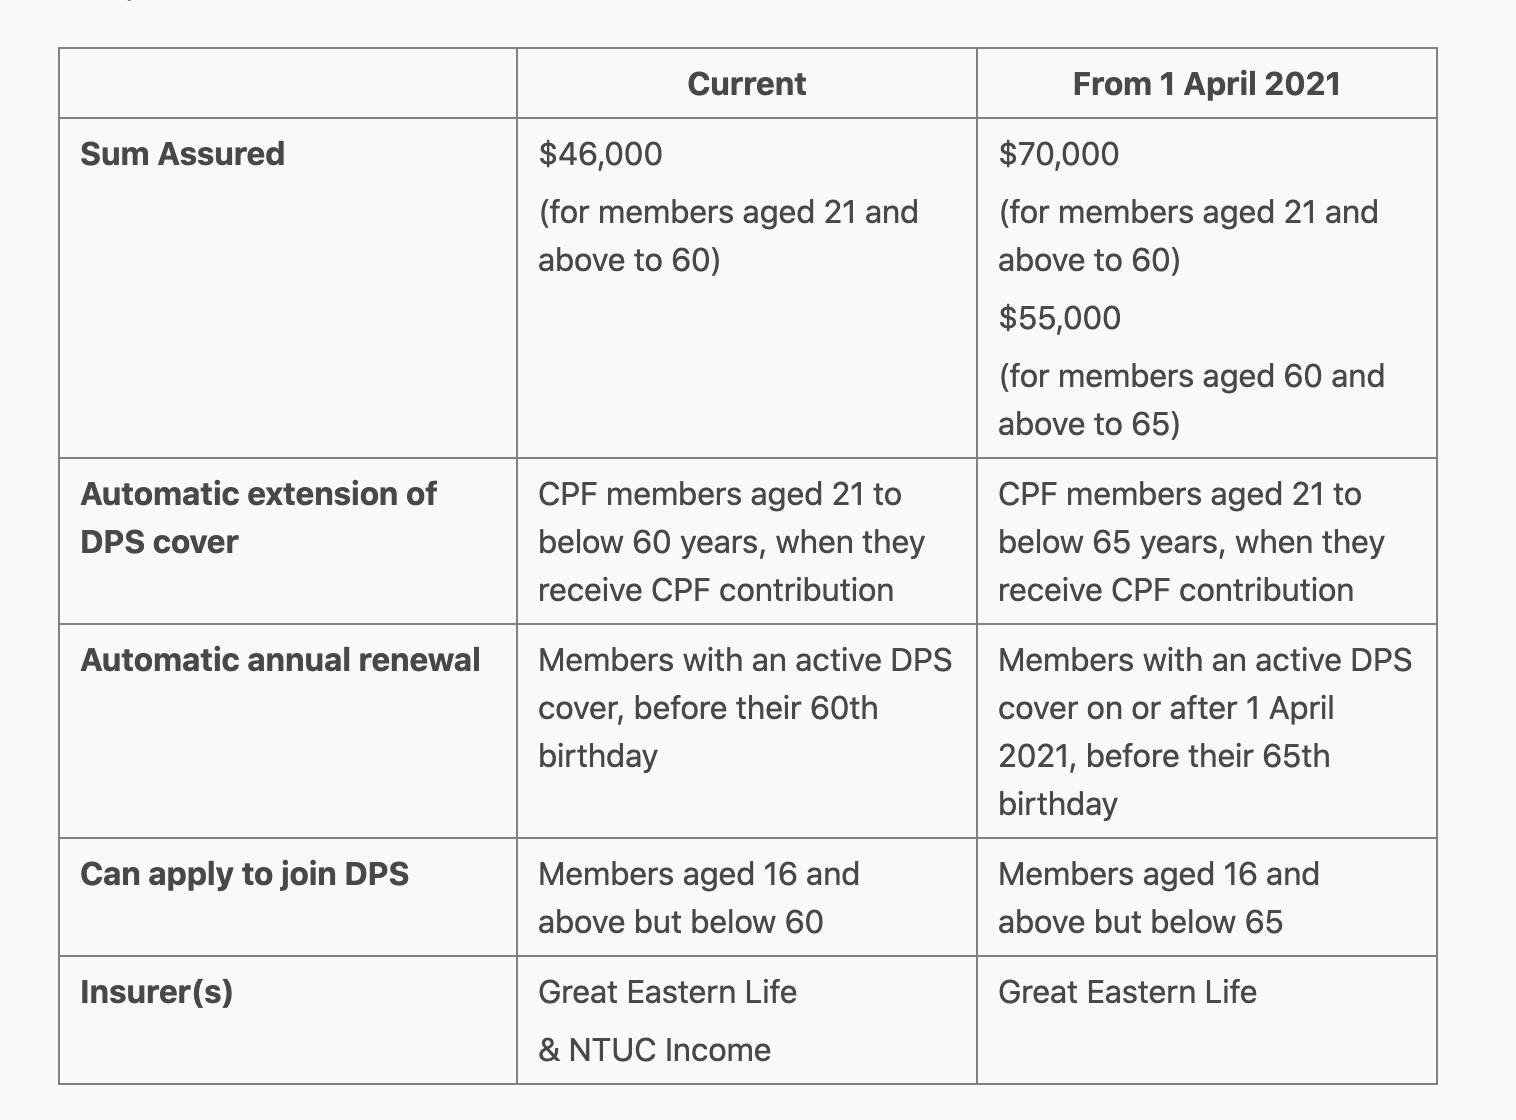 Current
From 1 April 2021
Sum Assured
$46,000
(for members aged 21 and
above to 60)
$70,000
(for members aged 21 and
above to 60)
$55,000
(for members aged 60 and
above to 65)
Automatic extension of
DPS cover
CPF members aged 21 to
below 60 years, when they
receive CPF contribution
CPF members aged 21 to
below 65 years, when they
receive CPF contribution
Automatic annual renewal
Members with an active DPS
cover, before their 60th
birthday
Members with an active DPS
cover on or after 1 April
2021, before their 65th
birthday
Can apply to join DPS
Members aged 16 and
above but below 60
Members aged 16 and
above but below 65
Insurer(s)
Great Eastern Life
& NTUC Income
Great Eastern Life